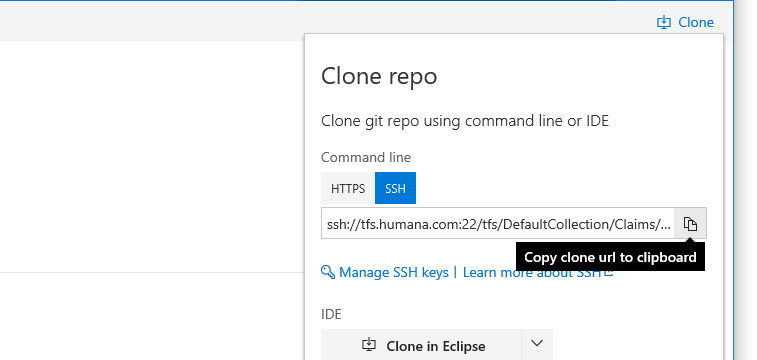 Clone
Clone repo
Clone git repo using command line or IDE
Command line
HTTPS SSH
ssh://tfs.humana.com:22/tfs/DefaultCollection/Claims/...
Copy clone url to clipboard
Manage SSH keys | Learn more about SSH
IDE
Clone in Eclipse